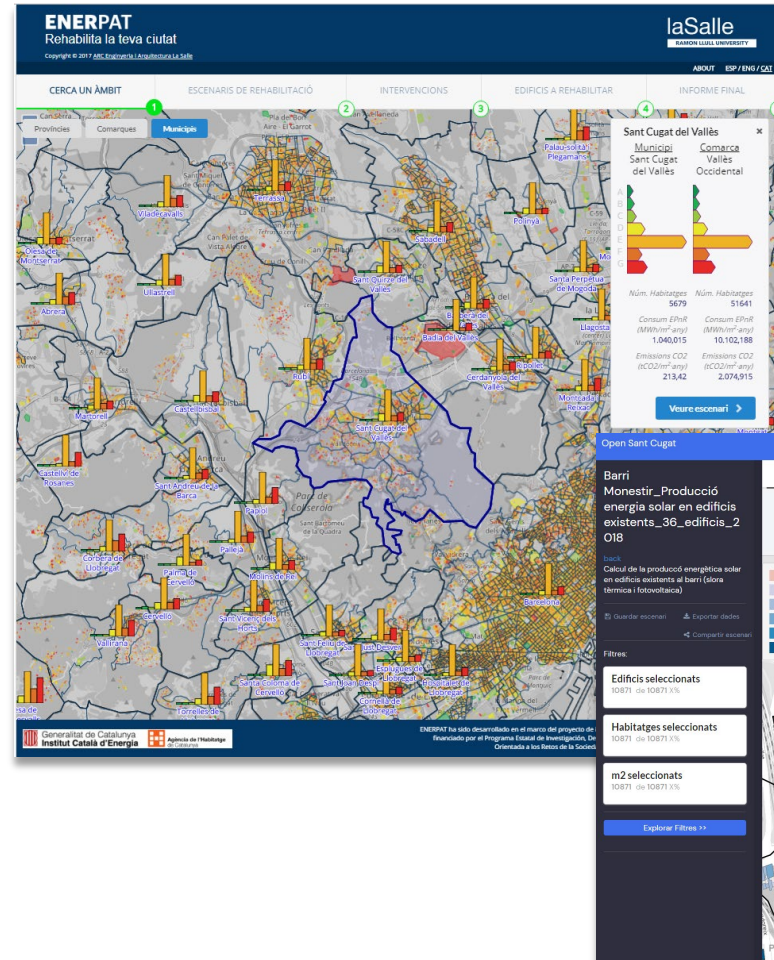 ENERPAT
Rehabilita la teva ciutat
Copyright © 2017 ARC Enginyeria i Arquitectura La Salle
laSalle
RAMON LLULL UNIVERSITY
ABOUT ESP / ENG / CAT
CERCA UN ÀMBIT
ESCENARIS DE REHABILITACIÓ
INTERVENCIONS
EDIFICIS A REHABILITAR
INFORME FINAL
1
2
3
4
Províncies
Comarques
Municipis
Sant Cugat del Vallès ×
Municipi Comarca
Sant Cugat Vallès
del Vallès Occidental
A
B
C
D
E
F
G
Núm. Habitatges Núm. Habitatges
5679 51641
Consum EPnR Consum EPnR
(MWh/m²·any) (MWh/m²·any)
1.040,015 10.102,188
Emissions CO2 Emissions CO2
(tCO2/m²·any) (tCO2/m²·any)
213,42 2.074,915
Veure escenari
Palau-solità i
Plegamans
Terrassa
Viladecavalls
Polinyà
Sabadell
Olesa de
Montserrat
Ullastrell
Sant Quirze del
Vallès
Santa Perpètua
de Mogoda
Abrera
Barberà del
Vallès
Llagosta
Badia del Vallès
Rubí
Ripollet
Cerdanyola del
Vallès
Montcada i
Reixac
Martorell
Castellbisbal
Sant Cugat del
Vallès
Castellví de
Rosanes
Sant Andreu de la
Barca
Papiol
Parc de
Collserola
Sant Bartomeu
de la Quadra
Corbera de
Llobregat
Pallejà
Palma de
Cervelló
Molins de Rei
Barcelona
Cervelló
Vallirana
Sant Vicenç dels
Horts
Sant Feliu de
Llobregat
Sant Just Desvern
Esplugues de
Llobregat
Santa Coloma de
Cervelló
Sant Joan Despí
Hospitalet de
Llobregat
Cornellà de
Llobregat
Torrelles de
Generalitat de Catalunya
Institut Català d'Energia
Agència de l'Habitatge
de Catalunya
ENERPAT ha sido desarrollado en el marco del proyecto de
financiado por el Programa Estatal de Investigación, De
Orientada a los Retos de la Socieda
Open Sant Cugat
Barri
Monestir_Producció
energia solar en edificis
existents_36_edificis_2
018
back
Calcul de la produccó energètica solar
en edificis existents al barri (slora
tèrmica i fotovoltaica)
Guardar escenari Exportar dades
Compartir escenari
Filtres:
Edificis seleccionats
10871 de 10871 X%
Habitatges seleccionats
10871 de 10871 X%
m2 seleccionats
10871 de 10871 X%
Explorar Filtres >>